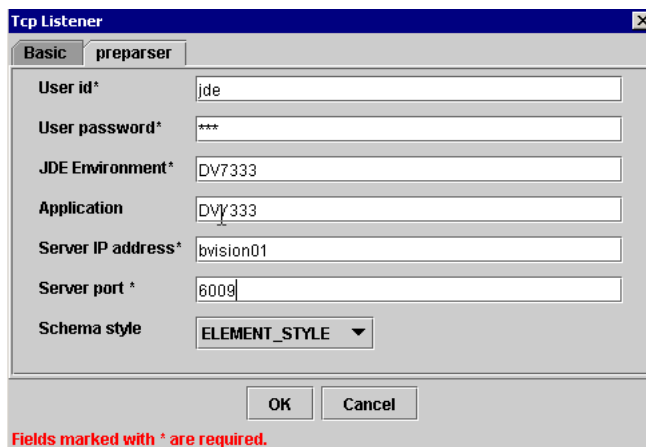 Tcp Listener
Basic preparser
User id* jde
User password* ***
JDE Environment* DV7333
Application DV7333
Server IP address* bvision01
Server port * 6009
Schema style ELEMENT_STYLE
OK Cancel
Fields marked with * are required.